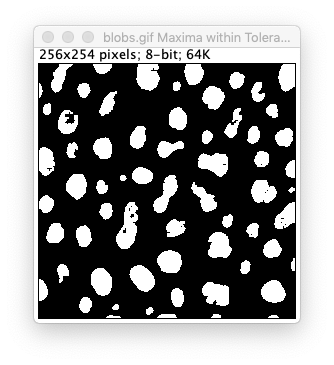 blobs.gif Maxima within Tolera...
256x254 pixels; 8-bit; 64K